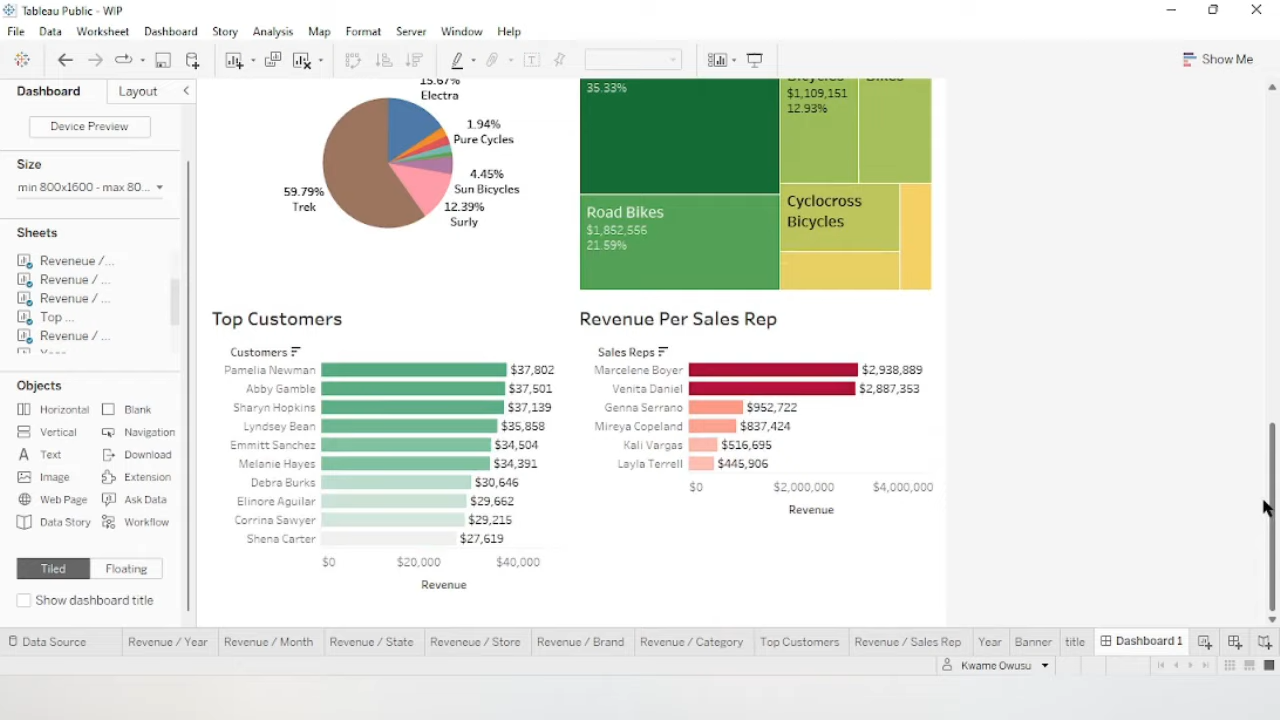 Tableau Public - WIP
File Data Worksheet Dashboard Story Analysis Map Format Server Window Help
Show Me
Dashboard Layout
Device Preview
Size
min 800x1600 - max 80...
Sheets
Reveneue /...
Revenue / ...
Revenue / ...
Top ...
Revenue / ...
Objects
Horizontal Blank
Vertical Navigation
Text Download
Image Extension
Web Page Ask Data
Data Story Workflow
Tiled Floating
Show dashboard title
15.67%
Electra
1.94%
Pure Cycles
4.45%
Sun Bicycles
12.39%
Surly
59.79%
Trek
35.33%
Bicycles
$1,109,151
12.93%
Bikes
Road Bikes
$1,852,556
21.59%
Cyclocross
Bicycles
Top Customers
Customers
Pamelia Newman $37,802
Abby Gamble $37,501
Sharyn Hopkins $37,139
Lyndsey Bean $35,858
Emmitt Sanchez $34,504
Melanie Hayes $34,391
Debra Burks $30,646
Elinore Aguilar $29,662
Corrina Sawyer $29,215
Shena Carter $27,619
$0 $20,000 $40,000
Revenue
Revenue Per Sales Rep
Sales Reps
Marcelene Boyer $2,938,889
Venita Daniel $2,887,353
Genna Serrano $952,722
Mireya Copeland $837,424
Kali Vargas $516,695
Layla Terrell $445,906
$0 $2,000,000 $4,000,000
Revenue
Data Source Revenue / Year Revenue / Month Revenue / State Reveneue / Store Revenue / Brand Revenue / Category Top Customers Revenue / Sales Rep Year Banner title Dashboard 1
Kwame Owusu